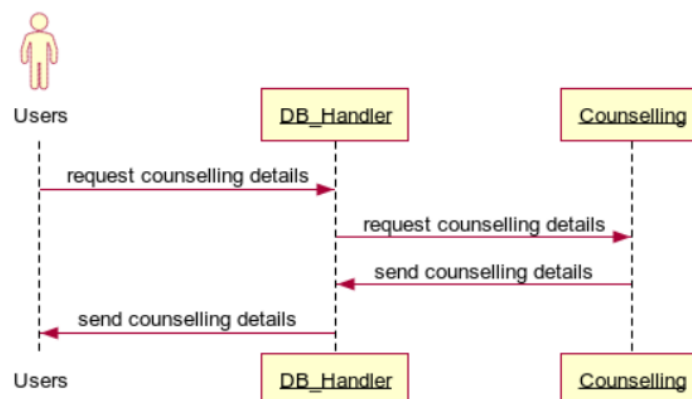 Users
DB_Handler
Counselling
request counselling details
request counselling details
send counselling details
send counselling details
Users
DB_Handler
Counselling